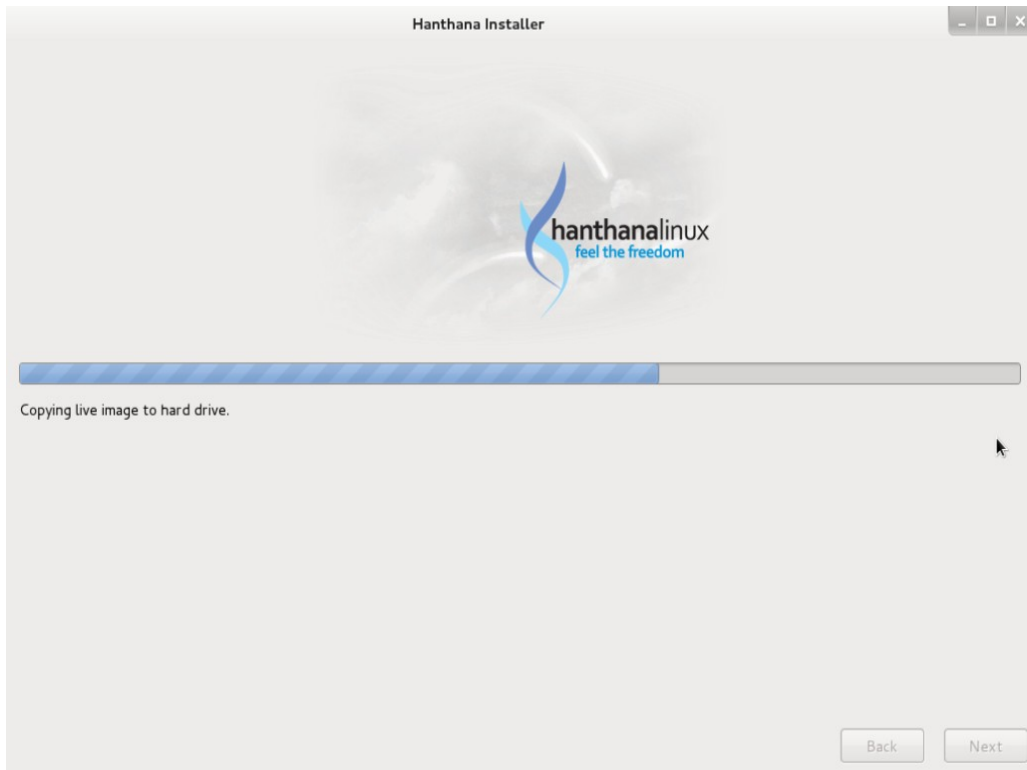 Hanthana Installer
hanthanalinux
feel the freedom
Copying live image to hard drive.
Back
Next